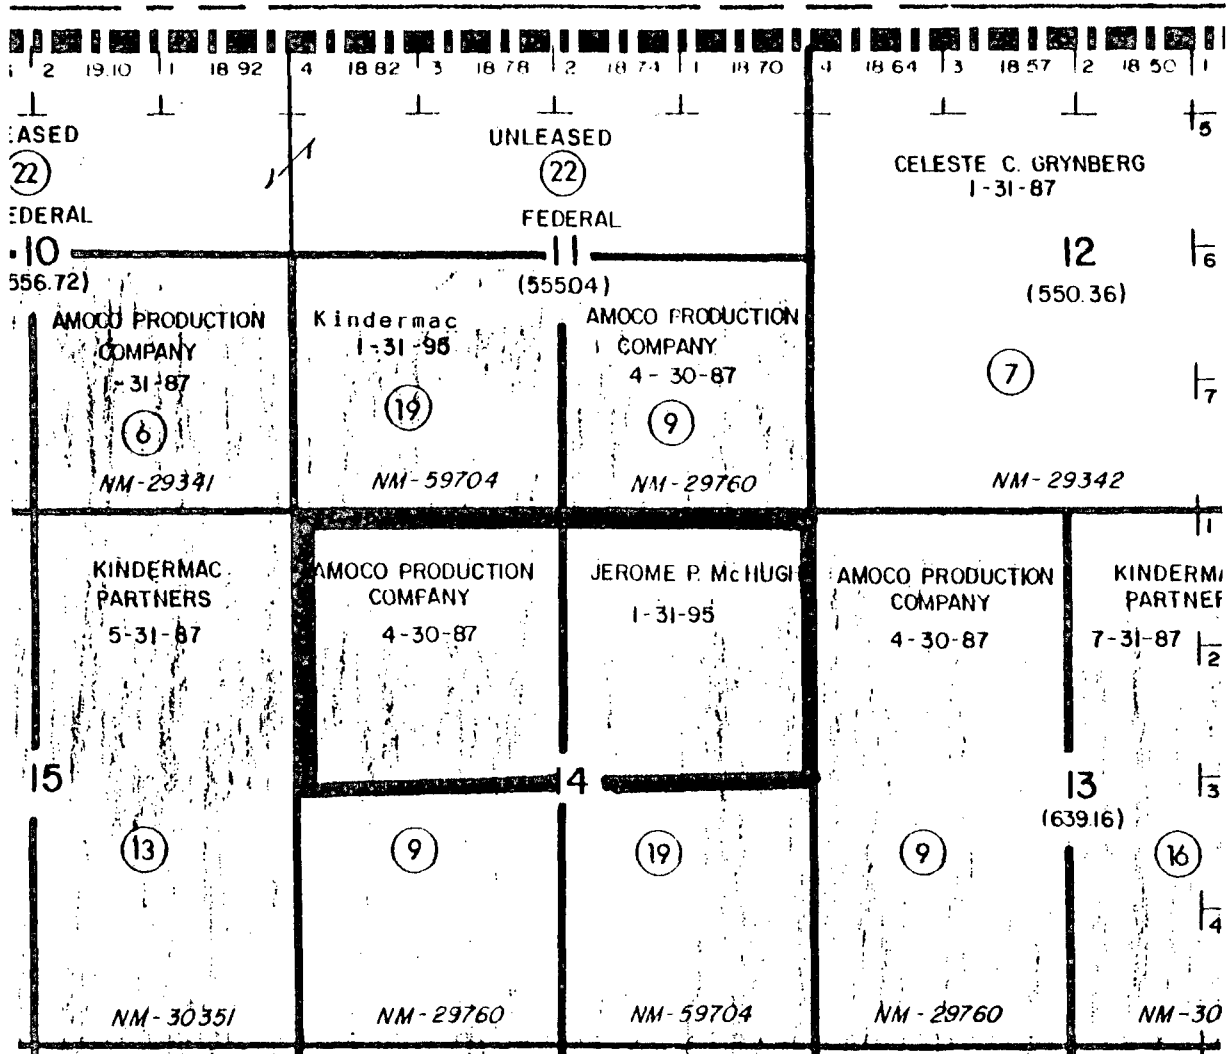 2 19.10 1 18 92 4 18 82 3 18 78 2 18 74 1 18 70 4 18 64 3 18 57 2 18 50 1
EASED
22
EDERAL
10
556.72)
UNLEASED
22
FEDERAL
11
(555.04)
CELESTE C. GRYNBERG
1-31-87
12
(550.36)
7
NM-29342
5
6
7
AMOCO PRODUCTION
COMPANY
1-31-87
6
NM-29341
Kindermac
1-31-95
19
NM-59704
AMOCO PRODUCTION
COMPANY
4-30-87
9
NM-29760
KINDERMAC
PARTNERS
5-31-87
15
13
NM-30351
AMOCO PRODUCTION
COMPANY
4-30-87
9
NM-29760
14
JEROME P. McHUGH
1-31-95
19
NM-59704
AMOCO PRODUCTION
COMPANY
4-30-87
9
NM-29760
13
(639.16)
KINDERMA
PARTNER
7-31-87
16
NM-30
1
2
3
4